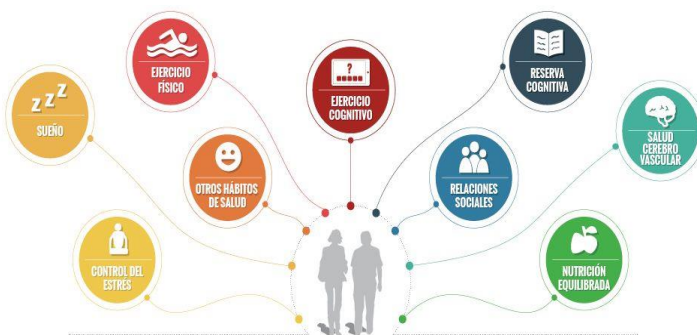 EJERCICIO
FÍSICO
?
EJERCICIO
COGNITIVO
RESERVA
COGNITIVA
Z Z Z
SUEÑO
SALUD
CEREBRO
VASCULAR
OTROS HÁBITOS
DE SALUD
RELACIONES
SOCIALES
CONTROL DEL
ESTRÉS
NUTRICIÓN
EQUILIBRADA